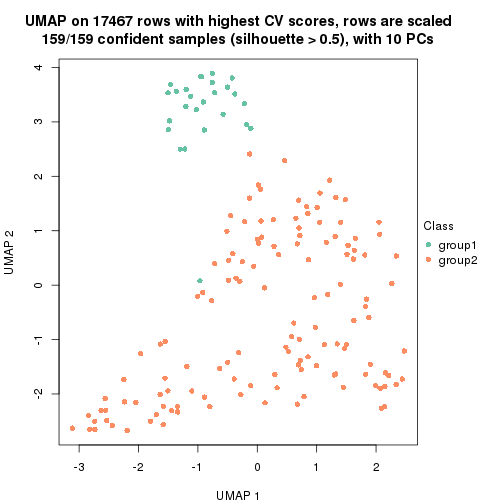 UMAP on 17467 rows with highest CV scores, rows are scaled
159/159 confident samples (silhouette > 0.5), with 10 PCs
4
3
2
1
0
-1
-2
UMAP 2
-3 -2 -1 0 1 2
UMAP 1
Class
group1
group2